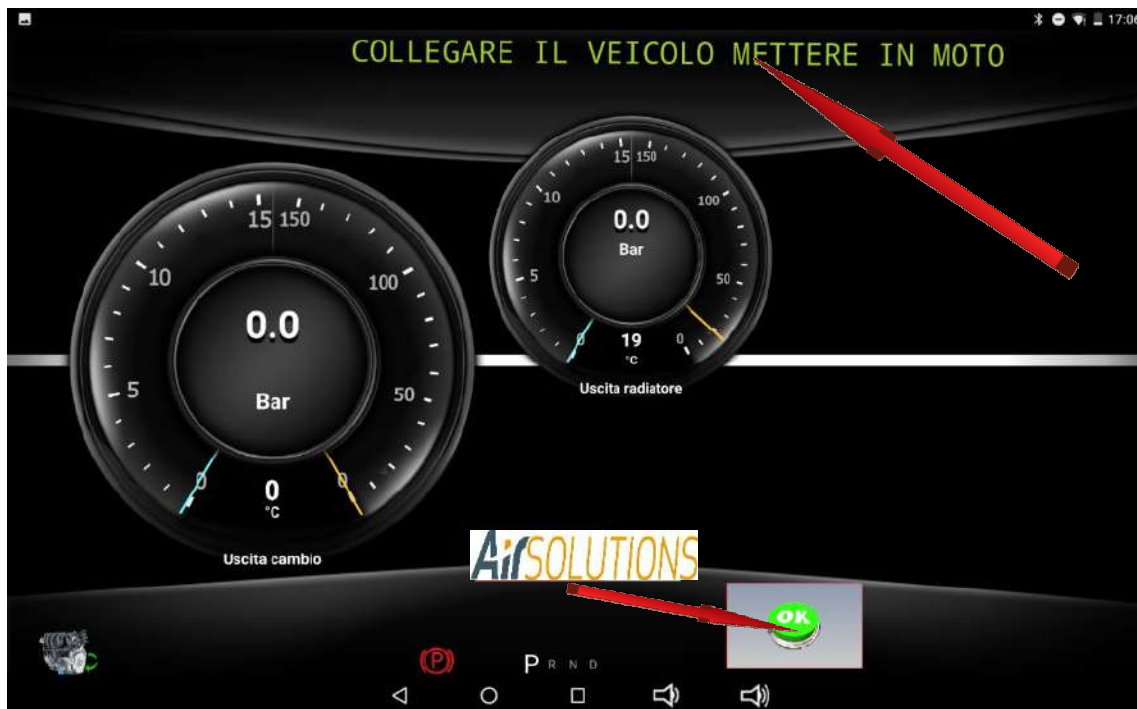 17:06
COLLEGARE IL VEICOLO METTERE IN MOTO
15 150
10 100
5 50
0 0
0.0
Bar
19
°C
Uscita radiatore
15 150
10 100
5 50
0 0
0.0
Bar
0
°C
Uscita cambio
AirSOLUTIONS
OK
(P)
P R N D